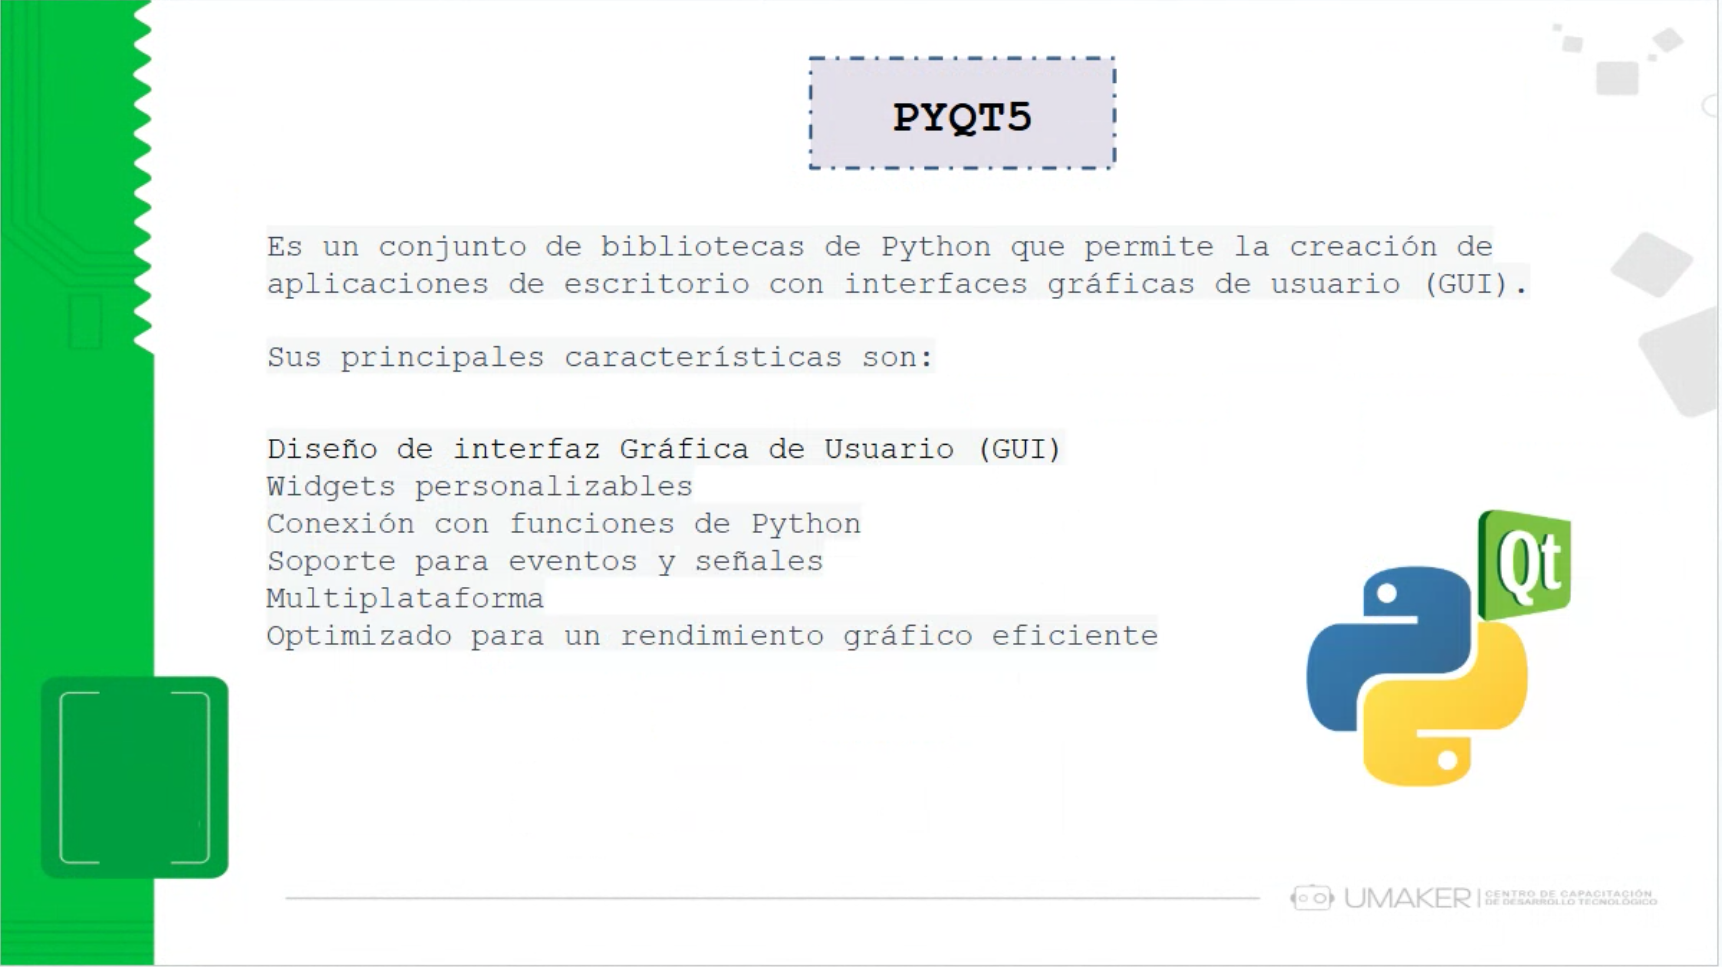 PYQT5
Es un conjunto de bibliotecas de Python que permite la creación de
aplicaciones de escritorio con interfaces gráficas de usuario (GUI).
Sus principales características son:
Diseño de interfaz Gráfica de Usuario (GUI)
Widgets personalizables
Conexión con funciones de Python
Soporte para eventos y señales
Multiplataforma
Optimizado para un rendimiento gráfico eficiente
Qt
UMAKER | CENTRO DE CAPACITACIÓN
DE DESARROLLO TECNOLÓGICO